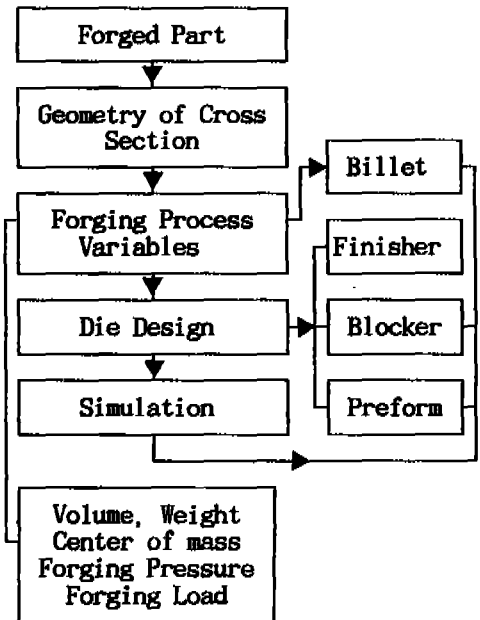 Forged Part
Geometry of Cross
Section
Forging Process
Variables
Billet
Finisher
Die Design
Blocker
Simulation
Preform
Volume, Weight
Center of mass
Forging Pressure
Forging Load